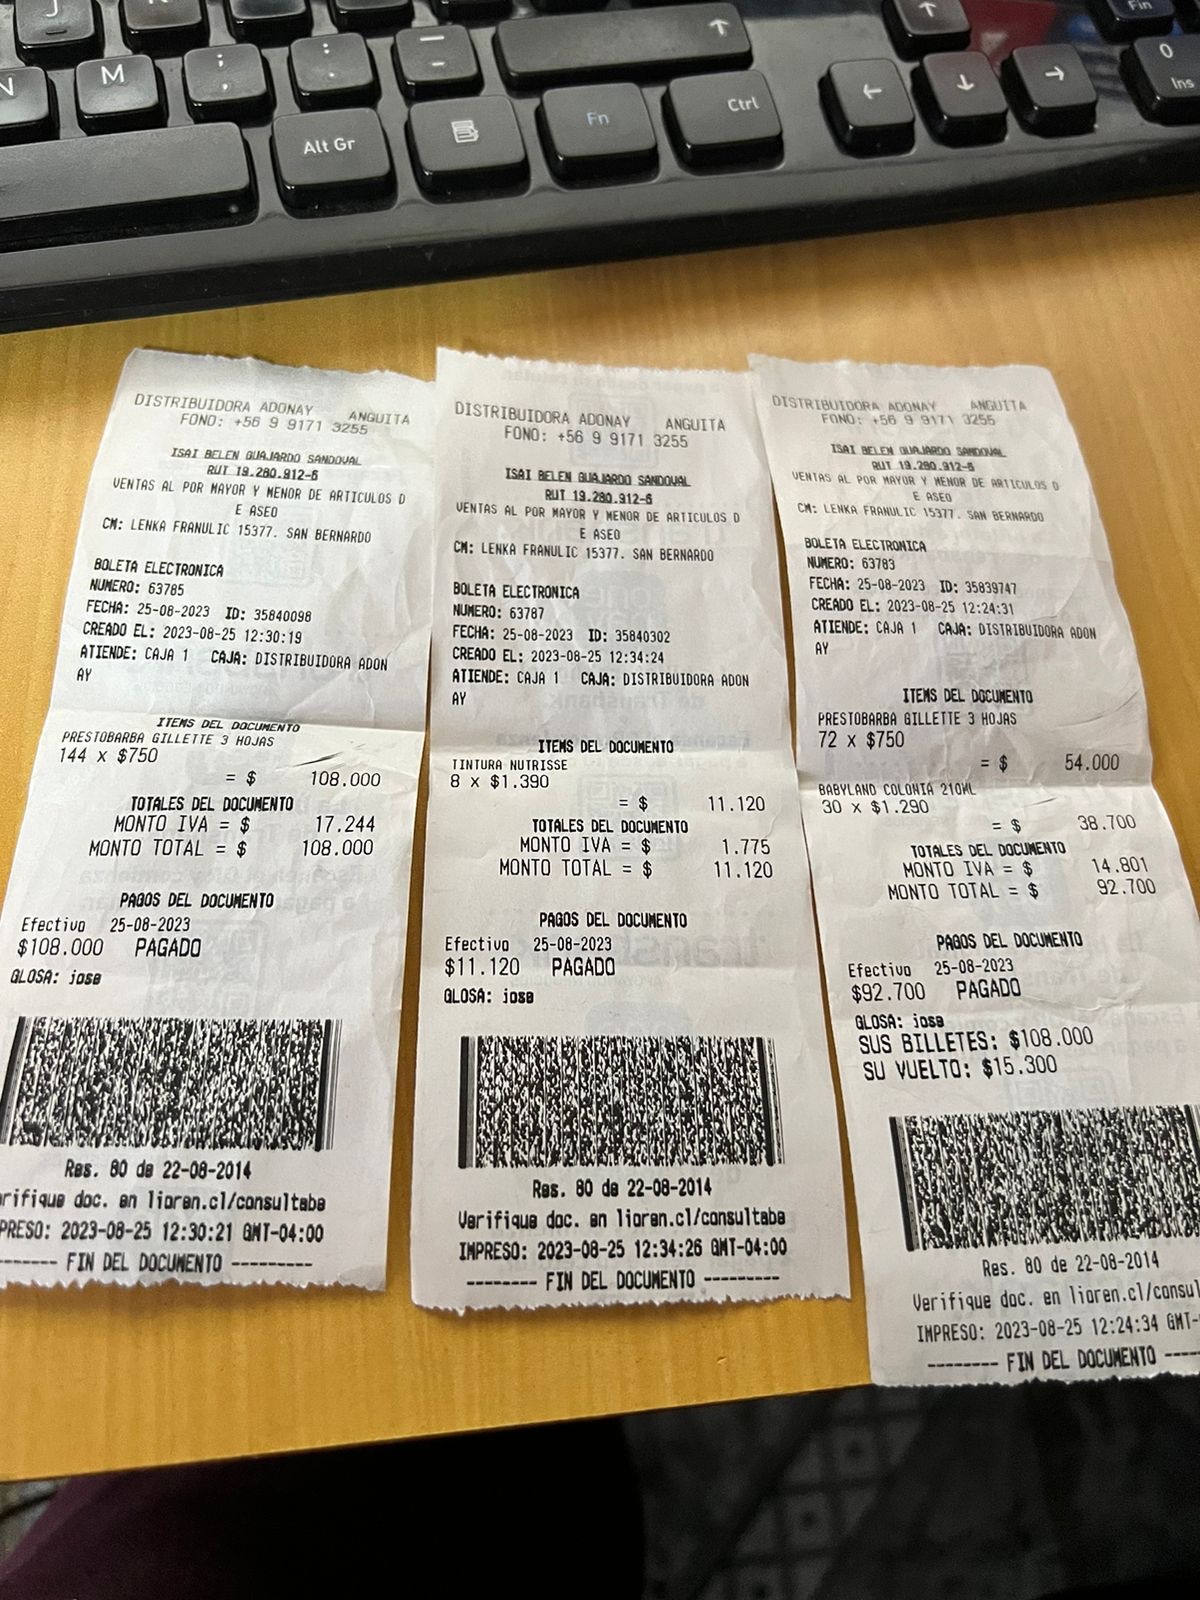 N
M
;
,
:
.
_
-
↑
↑
←
↓
→
Fin
0
Ins
Alt Gr
Fn
Ctrl
DISTRIBUIDORA ADONAY ANGUITA
FONO: +56 9 9171 3255
ISAI BELEN GUAJARDO SANDOVAL
RUT 19.280.912-6
VENTAS AL POR MAYOR Y MENOR DE ARTICULOS D
E ASEO
CM: LENKA FRANULIC 15377. SAN BERNARDO
BOLETA ELECTRONICA
NUMERO: 63785
FECHA: 25-08-2023 ID: 35840098
CREADO EL: 2023-08-25 12:30:19
ATIENDE: CAJA 1 CAJA: DISTRIBUIDORA ADON
AY
ITEMS DEL DOCUMENTO
PRESTOBARBA GILLETTE 3 HOJAS
144 x $750
= $ 108.000
TOTALES DEL DOCUMENTO
MONTO IVA = $ 17.244
MONTO TOTAL = $ 108.000
PAGOS DEL DOCUMENTO
Efectivo 25-08-2023
$108.000 PAGADO
GLOSA: jose
Res. 80 de 22-08-2014
rifique doc. en lioren.cl/consultabe
PRESO: 2023-08-25 12:30:21 GMT-04:00
------- FIN DEL DOCUMENTO ---------
DISTRIBUIDORA ADONAY ANGUITA
FONO: +56 9 9171 3255
ISAI BELEN GUAJARDO SANDOVAL
RUT 19.280.912-6
VENTAS AL POR MAYOR Y MENOR DE ARTICULOS D
E ASEO
CM: LENKA FRANULIC 15377. SAN BERNARDO
BOLETA ELECTRONICA
NUMERO: 63787
FECHA: 25-08-2023 ID: 35840302
CREADO EL: 2023-08-25 12:34:24
ATIENDE: CAJA 1 CAJA: DISTRIBUIDORA ADON
AY
ITEMS DEL DOCUMENTO
TINTURA NUTRISSE
8 x $1.390
= $ 11.120
TOTALES DEL DOCUMENTO
MONTO IVA = $ 1.775
MONTO TOTAL = $ 11.120
PAGOS DEL DOCUMENTO
Efectivo 25-08-2023
$11.120 PAGADO
GLOSA: jose
Res. 80 de 22-08-2014
Verifique doc. en lioren.cl/consultabe
IMPRESO: 2023-08-25 12:34:26 GMT-04:00
-------- FIN DEL DOCUMENTO ---------
DISTRIBUIDORA ADONAY ANGUITA
FONO: +56 9 9171 3255
ISAI BELEN GUAJARDO SANDOVAL
RUT 19.280.912-6
VENTAS AL POR MAYOR Y MENOR DE ARTICULOS D
E ASEO
CM: LENKA FRANULIC 15377. SAN BERNARDO
BOLETA ELECTRONICA
NUMERO: 63783
FECHA: 25-08-2023 ID: 35839747
CREADO EL: 2023-08-25 12:24:31
ATIENDE: CAJA 1 CAJA: DISTRIBUIDORA ADON
AY
ITEMS DEL DOCUMENTO
PRESTOBARBA GILLETTE 3 HOJAS
72 x $750
= $ 54.000
BABYLAND COLONIA 210ML
30 x $1.290
= $ 38.700
TOTALES DEL DOCUMENTO
MONTO IVA = $ 14.801
MONTO TOTAL = $ 92.700
PAGOS DEL DOCUMENTO
Efectivo 25-08-2023
$92.700 PAGADO
GLOSA: jose
SUS BILLETES: $108.000
SU VUELTO: $15.300
Res. 80 de 22-08-2014
Verifique doc. en lioren.cl/consul
IMPRESO: 2023-08-25 12:24:34 GMT-
-------- FIN DEL DOCUMENTO ----